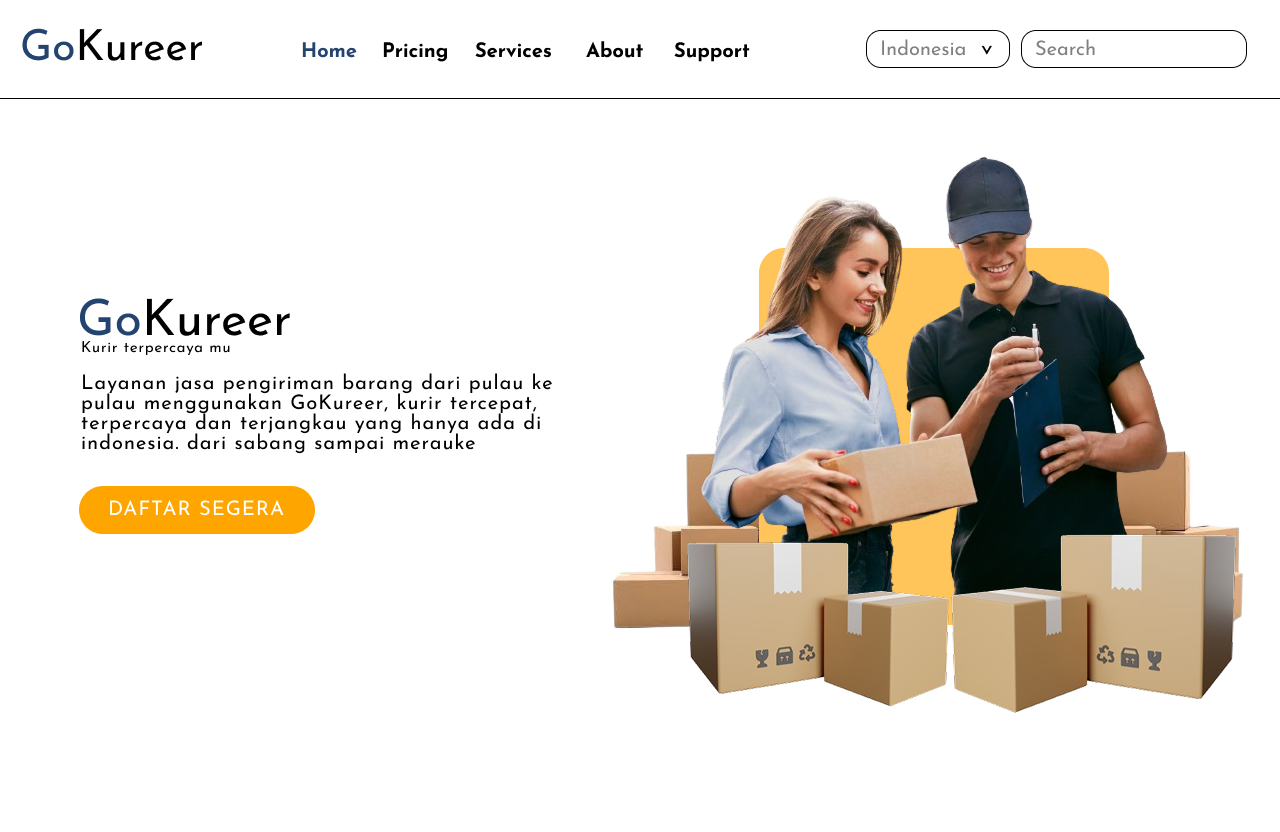 GoKureer
Home Pricing Services About Support
Indonesia
Search
GoKureer
Kurir terpercaya mu
Layanan jasa pengiriman barang dari pulau ke
pulau menggunakan GoKureer, kurir tercepat,
terpercaya dan terjangkau yang hanya ada di
indonesia. dari sabang sampai merauke
DAFTAR SEGERA